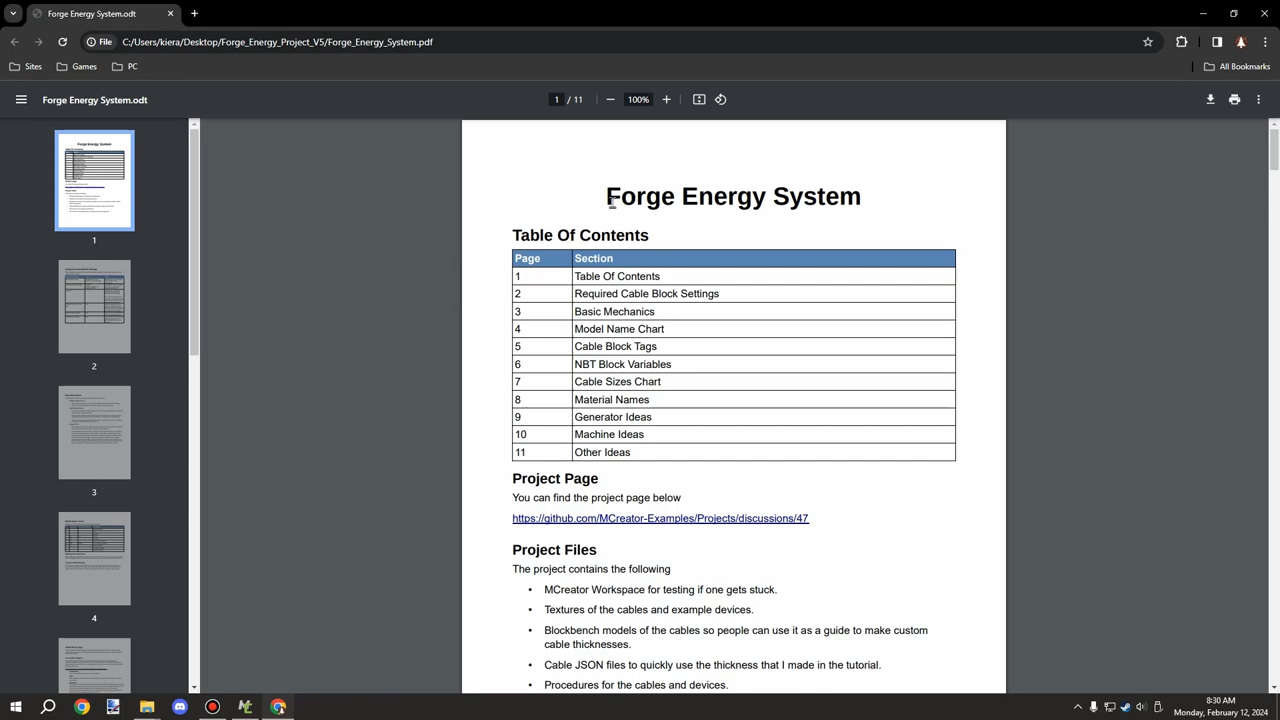 Forge Energy System.odt
File
C:/Users/kiera/Desktop/Forge_Energy_Project_V5/Forge_Energy_System.pdf
Sites
Games
PC
All Bookmarks
Forge Energy System.odt
1 / 11
100%
1
2
3
4
Forge Energy System
Table Of Contents
Page Section
1 Table Of Contents
2 Required Cable Block Settings
3 Basic Mechanics
4 Model Name Chart
5 Cable Block Tags
6 NBT Block Variables
7 Cable Sizes Chart
8 Material Names
9 Generator Ideas
10 Machine Ideas
11 Other Ideas
Project Page
You can find the project page below
https://github.com/MCreator-Examples/Projects/discussions/47
Project Files
The project contains the following
• MCreator Workspace for testing if one gets stuck.
• Textures of the cables and example devices.
• Blockbench models of the cables so people can use it as a guide to make custom
cable thicknesses.
• Cable JSON files to quickly use the thickness that I made in the tutorial.
• Procedures for the cables and devices.
8:30 AM
Monday, February 12, 2024